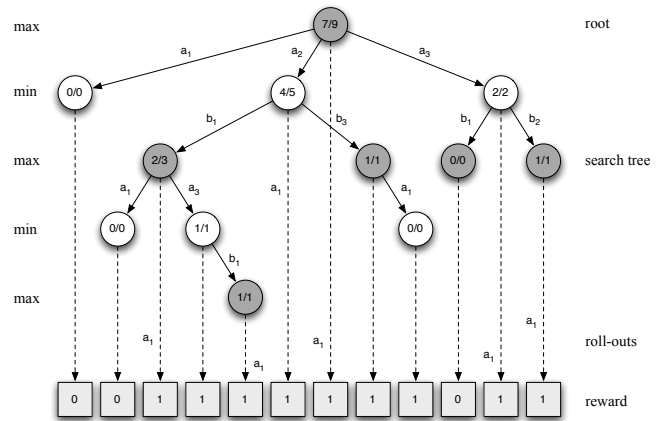 max 7/9 root
a1 a2 a3
min 0/0 4/5 2/2
b1 b3 b1 b2
max 2/3 1/1 0/0 1/1 search tree
a1 a3 a1 a1
min 0/0 1/1 0/0
b1
max 1/1
a1 a1 a1
roll-outs
a1 a1 a1
0 0 1 1 1 1 1 1 1 0 1 1 reward